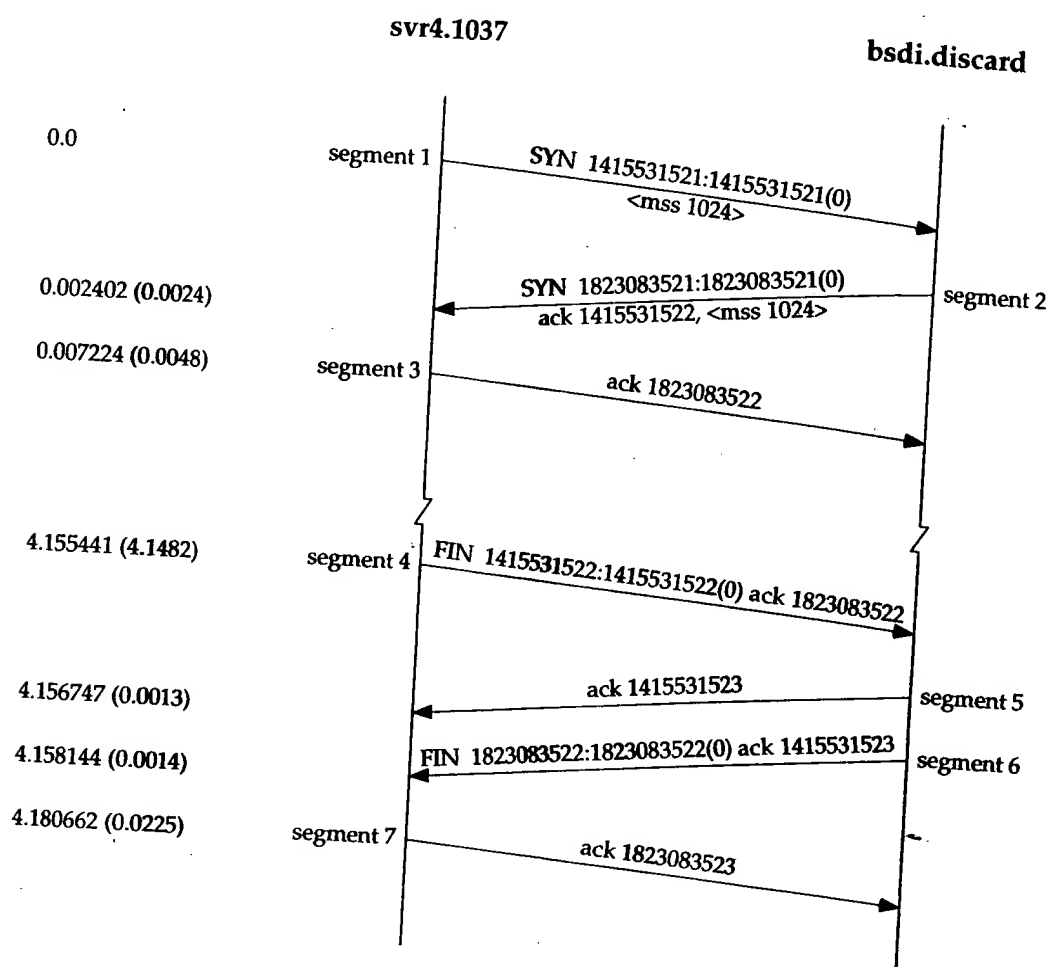 svr4.1037
bsdi.discard
0.0
segment 1
SYN 1415531521:1415531521(0)
<mss 1024>
0.002402 (0.0024)
SYN 1823083521:1823083521(0)
ack 1415531522, <mss 1024>
segment 2
0.007224 (0.0048)
segment 3
ack 1823083522
4.155441 (4.1482)
segment 4
FIN 1415531522:1415531522(0) ack 1823083522
4.156747 (0.0013)
ack 1415531523
segment 5
4.158144 (0.0014)
FIN 1823083522:1823083522(0) ack 1415531523
segment 6
4.180662 (0.0225)
segment 7
ack 1823083523